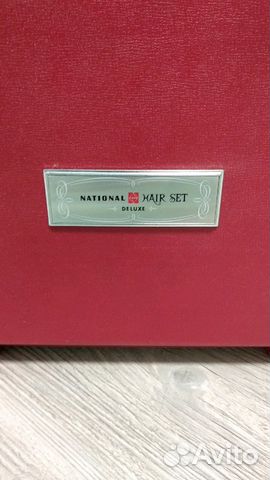 NATIONAL HAIR SET
DELUXE
Avito